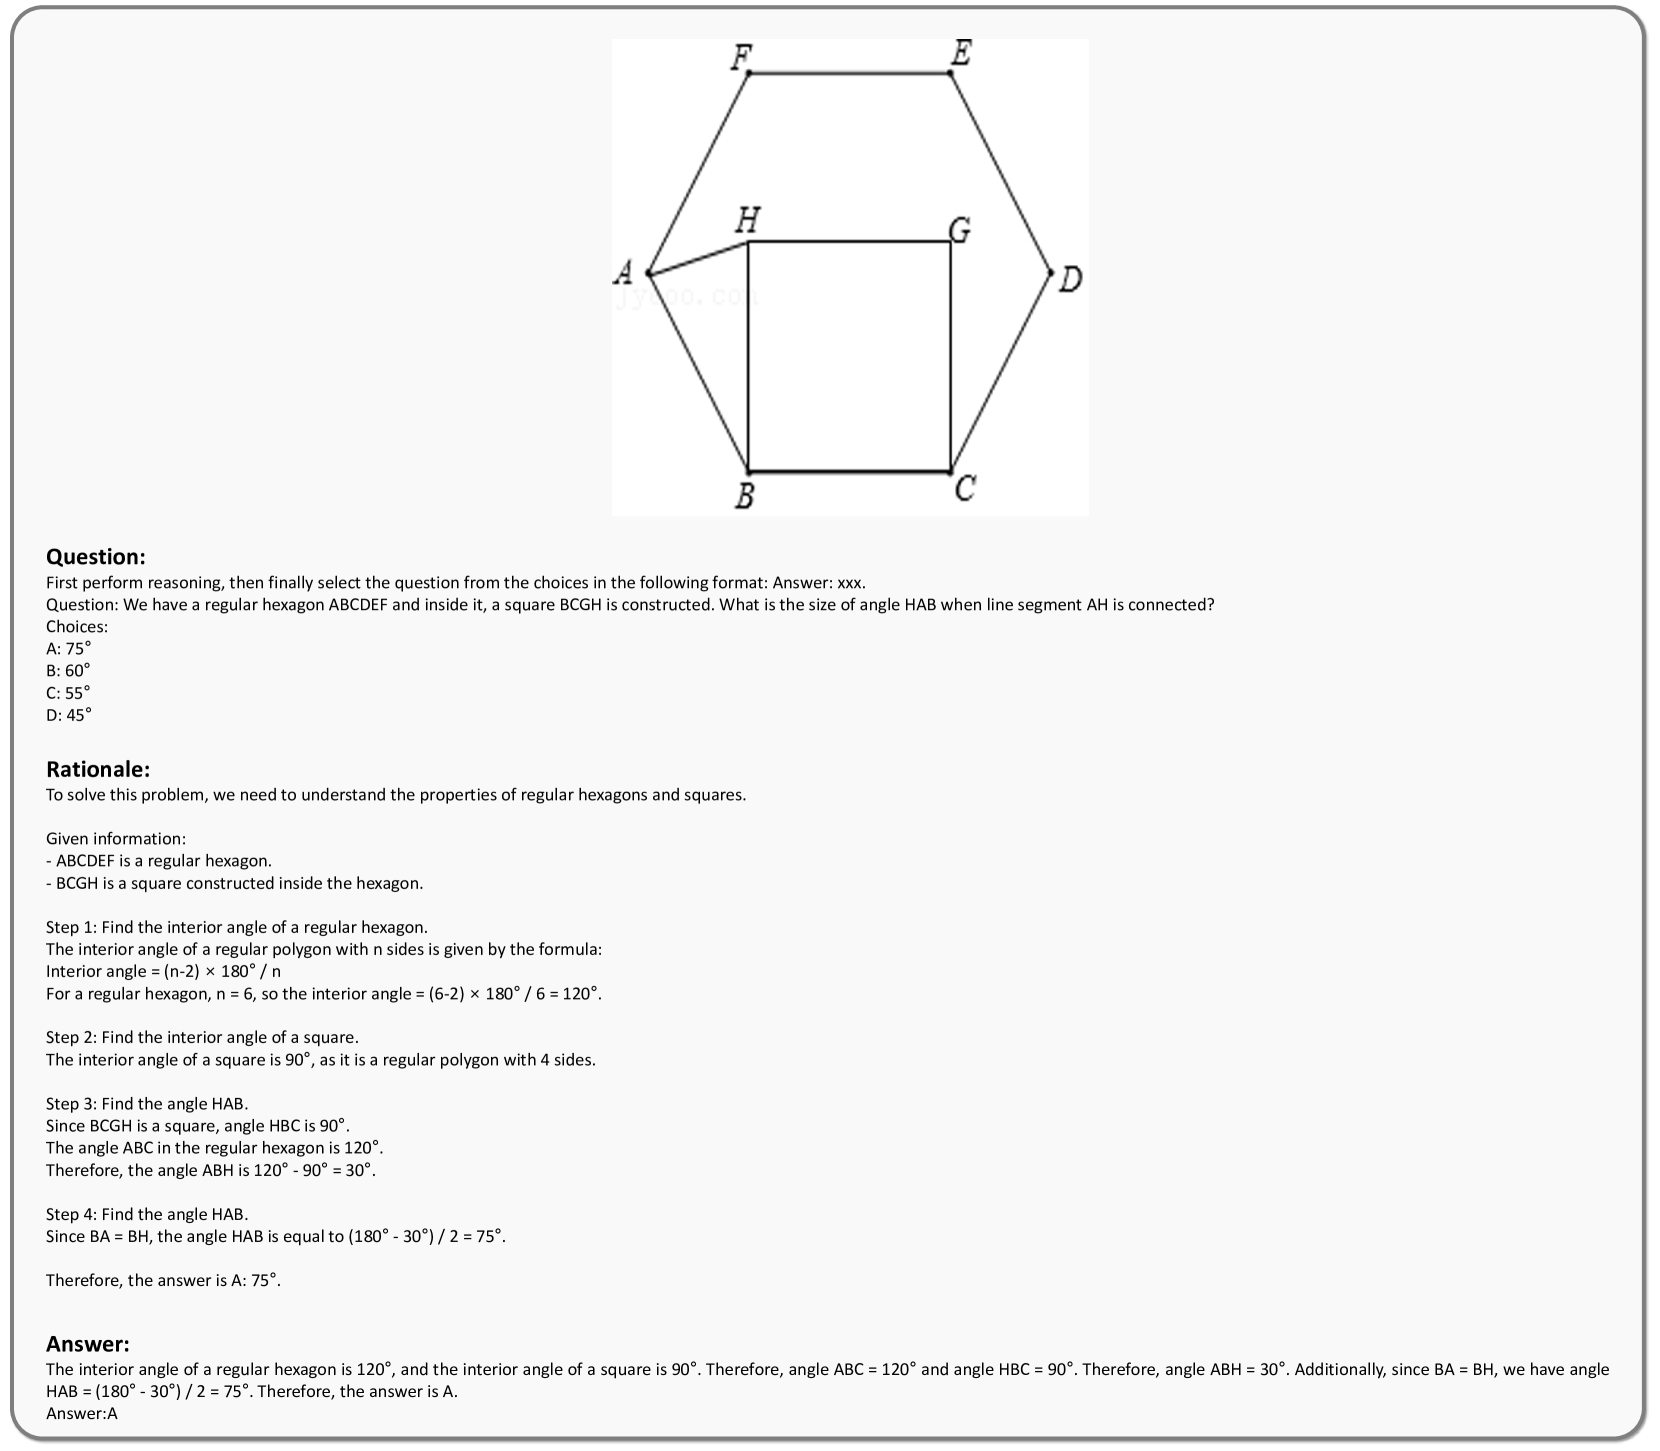 F
E
H
G
A
D
B
C
jyeoo.com
Question:
First perform reasoning, then finally select the question from the choices in the following format: Answer: xxx.
Question: We have a regular hexagon ABCDEF and inside it, a square BCGH is constructed. What is the size of angle HAB when line segment AH is connected?
Choices:
A: 75°
B: 60°
C: 55°
D: 45°
Rationale:
To solve this problem, we need to understand the properties of regular hexagons and squares.
Given information:
- ABCDEF is a regular hexagon.
- BCGH is a square constructed inside the hexagon.
Step 1: Find the interior angle of a regular hexagon.
The interior angle of a regular polygon with n sides is given by the formula:
Interior angle = (n-2) × 180° / n
For a regular hexagon, n = 6, so the interior angle = (6-2) × 180° / 6 = 120°.
Step 2: Find the interior angle of a square.
The interior angle of a square is 90°, as it is a regular polygon with 4 sides.
Step 3: Find the angle HAB.
Since BCGH is a square, angle HBC is 90°.
The angle ABC in the regular hexagon is 120°.
Therefore, the angle ABH is 120° - 90° = 30°.
Step 4: Find the angle HAB.
Since BA = BH, the angle HAB is equal to (180° - 30°) / 2 = 75°.
Therefore, the answer is A: 75°.
Answer:
The interior angle of a regular hexagon is 120°, and the interior angle of a square is 90°. Therefore, angle ABC = 120° and angle HBC = 90°. Therefore, angle ABH = 30°. Additionally, since BA = BH, we have angle
HAB = (180° - 30°) / 2 = 75°. Therefore, the answer is A.
Answer:A